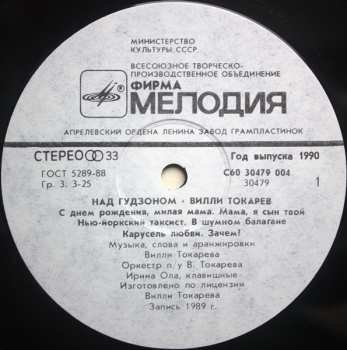 МИНИСТЕРСТВО
КУЛЬТУРЫ СССР
ВСЕСОЮЗНОЕ ТВОРЧЕСКО-
ПРОИЗВОДСТВЕННОЕ ОБЪЕДИНЕНИЕ
ФИРМА
МЕЛОДИЯ
АПРЕЛЕВСКИЙ ОРДЕНА ЛЕНИНА ЗАВОД ГРАМПЛАСТИНОК
СТЕРЕО 33
Год выпуска 1990
ГОСТ 5289-88
С60 30479 004
Гр. 3. 3-25
30479
1
НАД ГУДЗОНОМ · ВИЛЛИ ТОКАРЕВ
С днем рождения, милая мама. Мама, я сын твой
Нью-йоркский таксист. В шумном балагане
Карусель любви. Зачем!
Музыка, слова и аранжировки
Вилли Токарева
Оркестр п/у В. Токарева
Ирина Ола, клавишные
Изготовлено по лицензии
Вилли Токарева
Запись 1989 г.